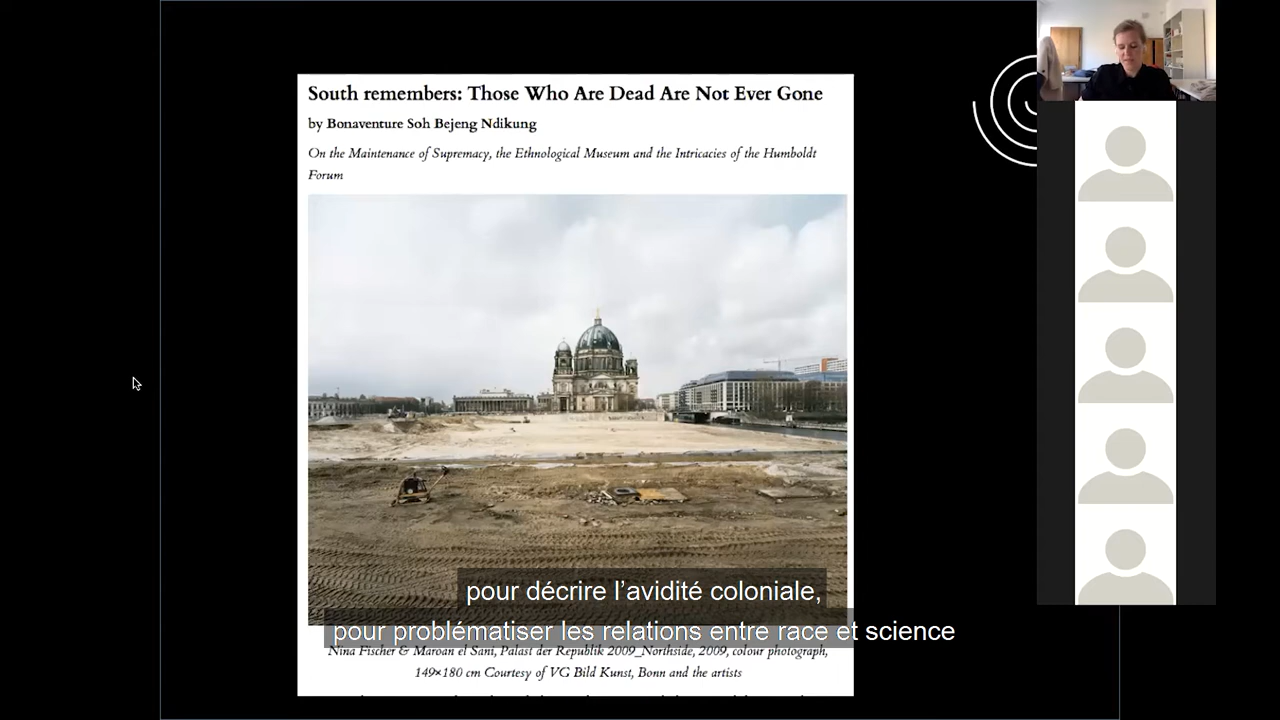 South remembers: Those Who Are Dead Are Not Ever Gone
by Bonaventure Soh Bejeng Ndikung
On the Maintenance of Supremacy, the Ethnological Museum and the Intricacies of the Humboldt
Forum
pour décrire l’avidité coloniale,
pour problématiser les relations entre race et science
Nina Fischer & Maroan el Sani, Palast der Republik 2009_Northside, 2009, colour photograph,
149×180 cm Courtesy of VG Bild Kunst, Bonn and the artists